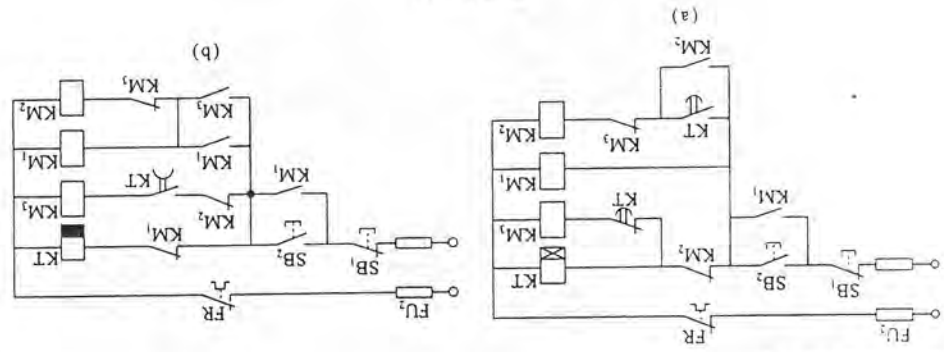 FU₂ FR
SB₁ SB₂ KM₂ KT
KM₁ KT KM₃
KM₁
KT KM₃ KM₂
KM₂
(a)
FU₂ FR
SB₁ SB₂ KM₁ KT
KM₁ KM₂ KT KM₃
KM₁ KM₁
KM₃ KM₃ KM₂
(b)